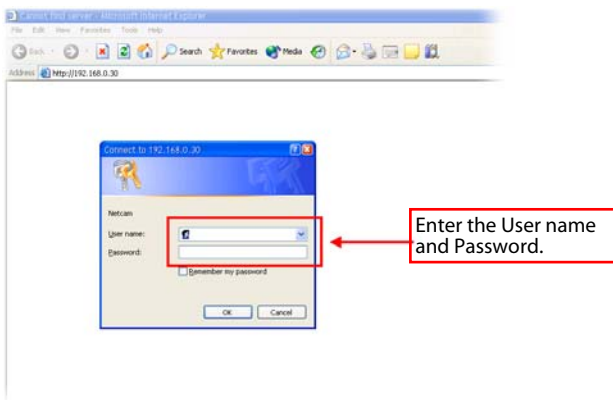 Cannot find server - Microsoft Internet Explorer
File Edit View Favorites Tools Help
Back Search Favorites Media
Address http://192.168.0.30
Connect to 192.168.0.30
Netcam
User name:
Password:
Remember my password
OK Cancel
Enter the User name
and Password.